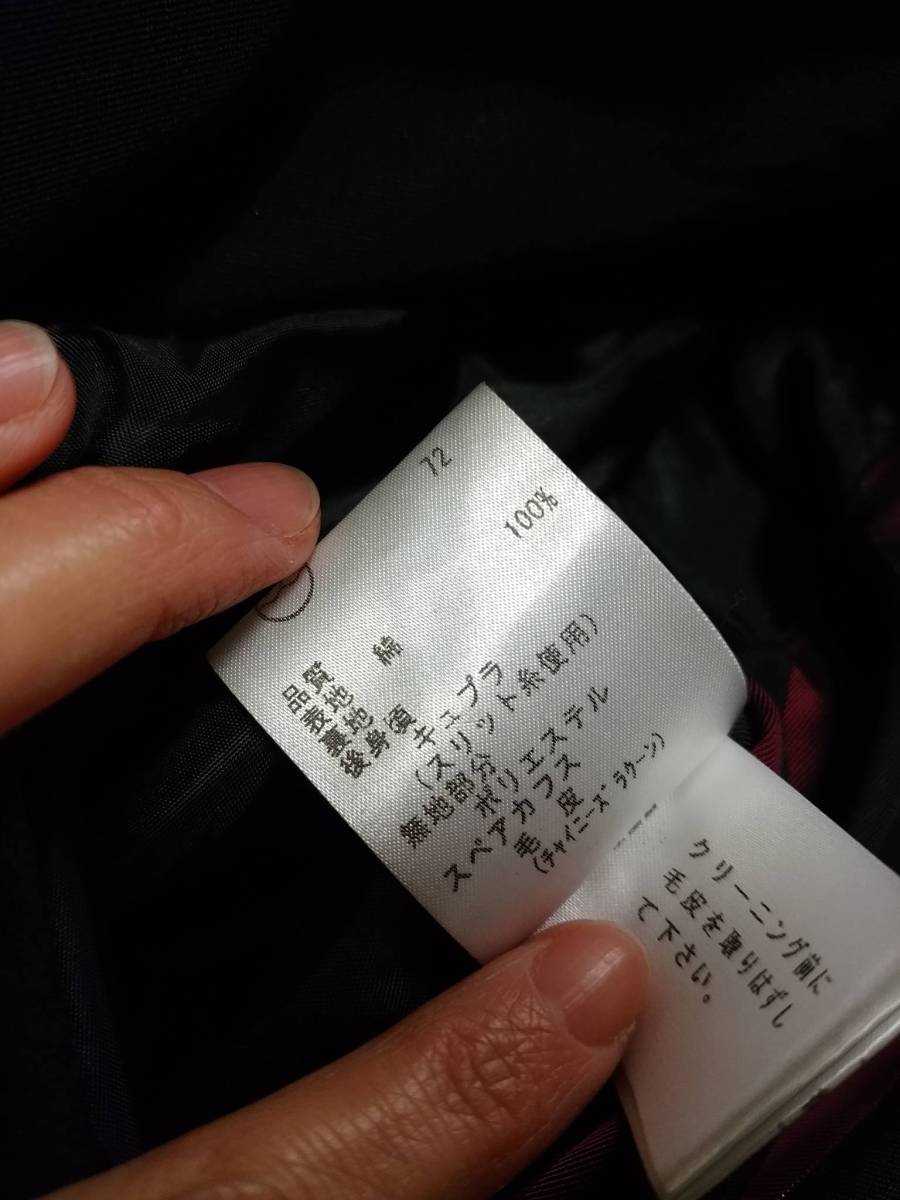 72
品質
表地 綿 100%
裏地
後身頃 キュプラ
(スリット糸使用)
無地部分
ポリエステル
スペアカフス
毛皮
(チャイニーズラクーン)
クリーニング前に
毛皮を取りはずし
て下さい。